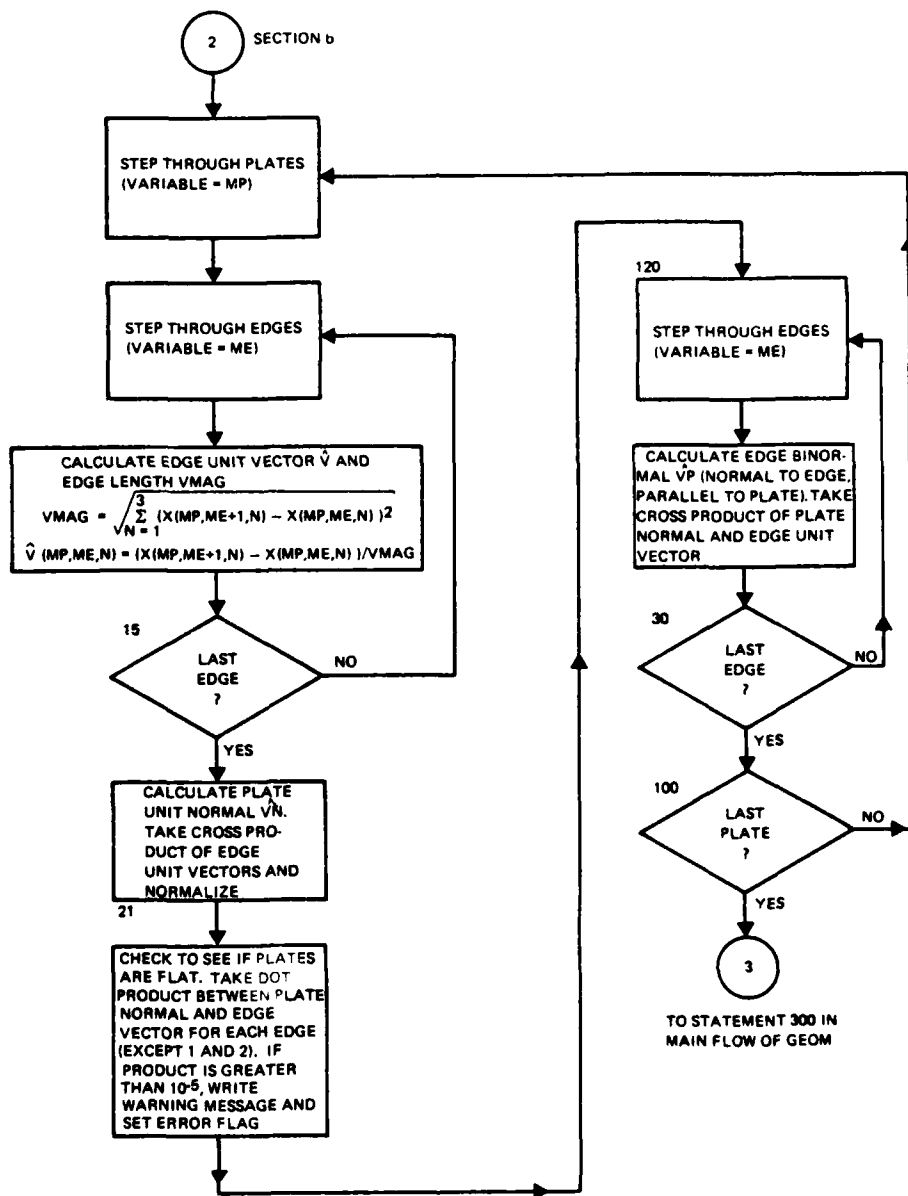 2
SECTION b
STEP THROUGH PLATES
(VARIABLE = MP)
STEP THROUGH EDGES
(VARIABLE = ME)
CALCULATE EDGE UNIT VECTOR V̂ AND
EDGE LENGTH VMAG
VMAG = √ 3 Σ N = 1 (X(MP,ME+1,N) – X(MP,ME,N) )²
V̂ (MP,ME,N) = (X(MP,ME+1,N) – X(MP,ME,N) )/VMAG
15
LAST
EDGE
?
NO
YES
CALCULATE PLATE
UNIT NORMAL V̂N.
TAKE CROSS PRO-
DUCT OF EDGE
UNIT VECTORS AND
NORMALIZE
21
CHECK TO SEE IF PLATES
ARE FLAT. TAKE DOT
PRODUCT BETWEEN PLATE
NORMAL AND EDGE
VECTOR FOR EACH EDGE
(EXCEPT 1 AND 2). IF
PRODUCT IS GREATER
THAN 10⁻⁵, WRITE
WARNING MESSAGE AND
SET ERROR FLAG
120
STEP THROUGH EDGES
(VARIABLE = ME)
CALCULATE EDGE BINOR-
MAL V̂P (NORMAL TO EDGE,
PARALLEL TO PLATE). TAKE
CROSS PRODUCT OF PLATE
NORMAL AND EDGE UNIT
VECTOR
30
LAST
EDGE
?
NO
YES
100
LAST
PLATE
?
NO
YES
3
TO STATEMENT 300 IN
MAIN FLOW OF GEOM